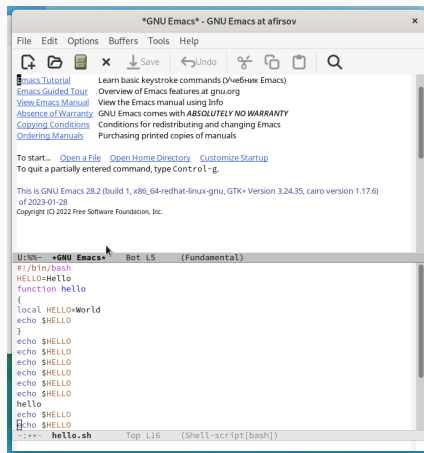 *GNU Emacs* - GNU Emacs at afirsov ×
File Edit Options Buffers Tools Help
Save Undo
Emacs Tutorial Learn basic keystroke commands (Учебник Emacs)
Emacs Guided Tour Overview of Emacs features at gnu.org
View Emacs Manual View the Emacs manual using Info
Absence of Warranty GNU Emacs comes with ABSOLUTELY NO WARRANTY
Copying Conditions Conditions for redistributing and changing Emacs
Ordering Manuals Purchasing printed copies of manuals
To start... Open a File Open Home Directory Customize Startup
To quit a partially entered command, type Control-g.
This is GNU Emacs 28.2 (build 1, x86_64-redhat-linux-gnu, GTK+ Version 3.24.35, cairo version 1.17.6)
of 2023-01-28
Copyright (C) 2022 Free Software Foundation, Inc.
U:%%- *GNU Emacs* Bot L5 (Fundamental)
#!/bin/bash
HELLO=Hello
function hello
{
local HELLO=World
echo $HELLO
}
echo $HELLO
echo $HELLO
echo $HELLO
echo $HELLO
echo $HELLO
hello
echo $HELLO
echo $HELLO
-:**- hello.sh Top L16 (Shell-script[bash])